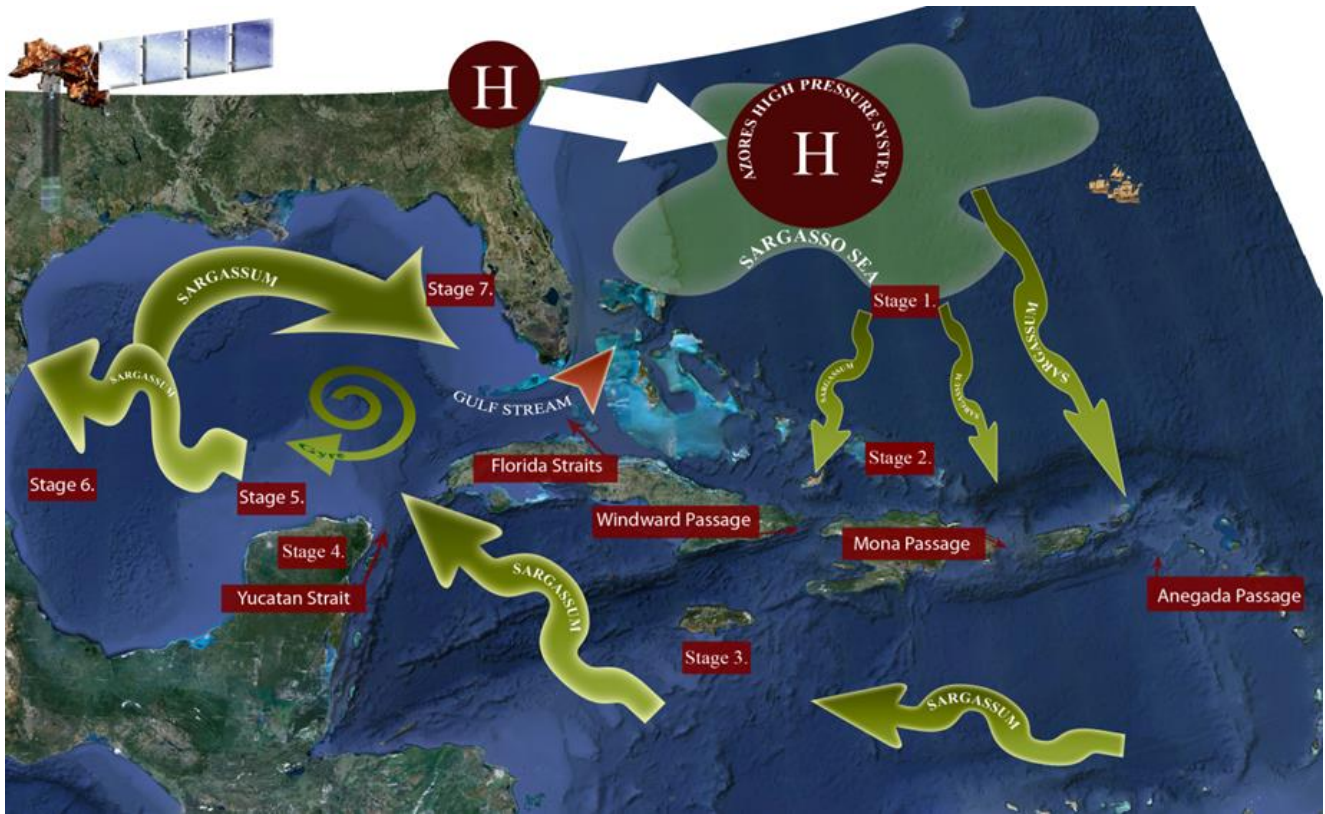 H
AZORES HIGH PRESSURE SYSTEM
H
SARGASSO SEA
Stage 1.
SARGASSUM
Stage 7.
SARGASSUM
SARGASSUM
SARGASSUM
SARGASSUM
GULF STREAM
Gyre
Florida Straits
Stage 2.
Stage 6.
Stage 5.
Windward Passage
Stage 4.
Mona Passage
Yucatan Strait
Anegada Passage
SARGASSUM
Stage 3.
SARGASSUM